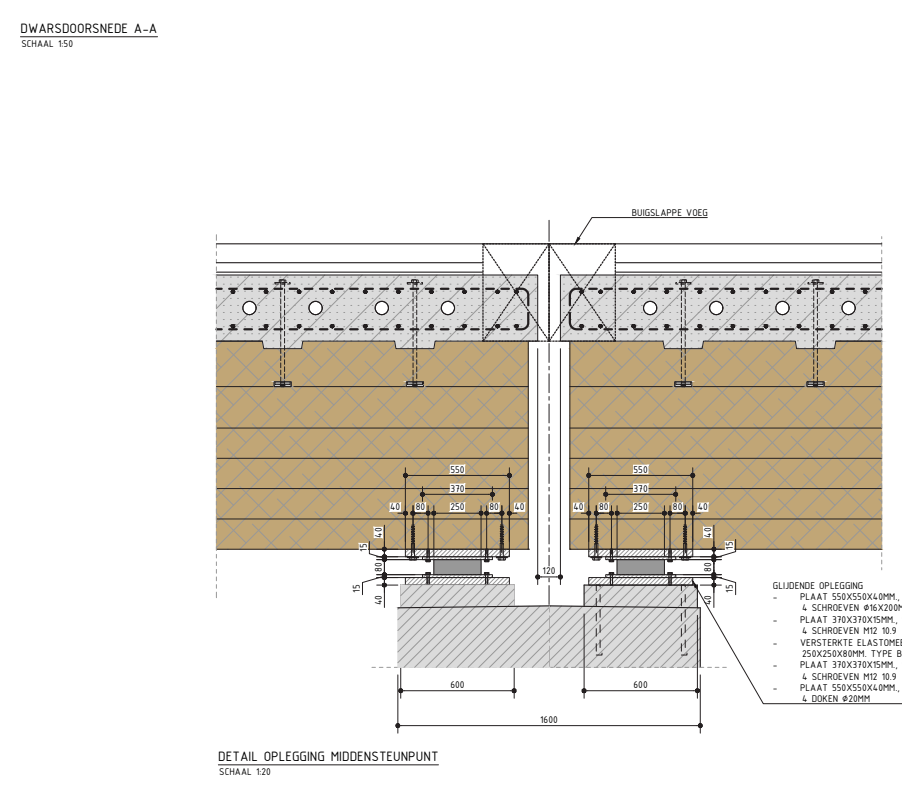 DWARSDOORSNEDE A-A
SCHAAL 1:50
BUIGSLAPPE VOEG
550
550
370
370
40 80 250 80 40
40 80 250 80 40
40
15
80
15
40
120
40
15
80
15
40
GLIJDENDE OPLEGGING
- PLAAT 550X550X40MM.,
4 SCHROEVEN Ø16X200M
- PLAAT 370X370X15MM.,
4 SCHROEVEN M12 10.9
- VERSTERKTE ELASTOMEE
250X250X80MM. TYPE B
- PLAAT 370X370X15MM.,
4 SCHROEVEN M12 10.9
- PLAAT 550X550X40MM.,
4 DOKEN Ø20MM
600
600
1600
DETAIL OPLEGGING MIDDENSTEUNPUNT
SCHAAL 1:20